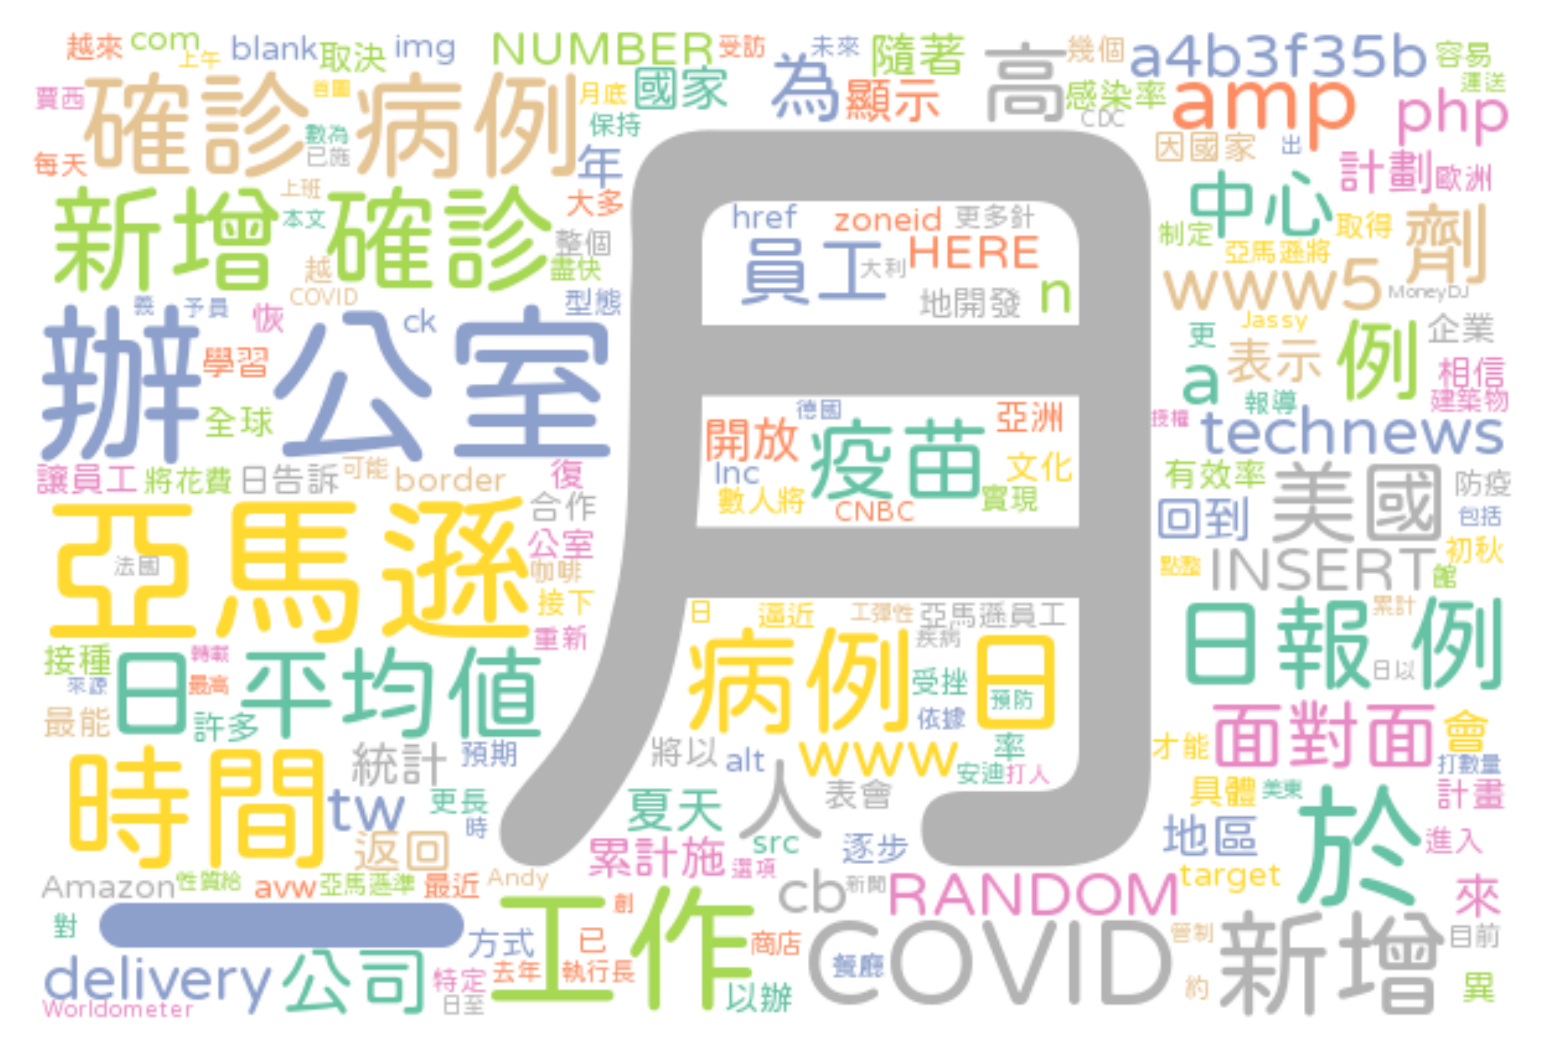 越來 com 上午 blank 取決 img NUMBER 受訪 未來 隨著 高 幾個 a4b3f35b 容易
賈西 確診病例 首圖 月底 國家 為 顯示 感染率 CDC amp php 運送
每天 數為 已施 保持 年 因國家 出 計劃 歐洲
新增 上班 本文 確診 大多 整個 href zoneid 更多針 中心 制定 取得 劑
越 盡快 員工 大利 HERE 亞馬遜將
義 予員 COVID 恢 型態 地開發 n www5 MoneyDJ
辦公室 ck 月 更 Jassy 例 企業
學習 a 表示 相信
全球 開放 德國 疫苗 亞洲 授權 報導 建築物 technews
讓員工 將花費 日告訴 可能 border 復 Inc 文化 有效率 美國 防疫
合作 數人將 CNBC 實現 回到 包括
亞馬遜 法國 公室 咖啡 點整 INSERT 初秋 館
接下 日 逼近 工彈性 亞馬遜員工 日報 累計 例
接種 轉載 重新 病例 疾病 日 日以
來源 日 最高 平均值 受挫 預防
最能 許多 依據 面對面 會
時間 統計 預期 將以 alt www 率 才能 打數量
tw 更長 安迪 打人 具體 美東 計畫
時 夏天 人 表會 於
返回 累計施 選項 src 逐步 地區 進入
Amazon 性質給 avw 亞馬遜準 最近 Andy cb 新聞 RANDOM target 來
對 方式 工作 創 已 商店 COVID 管制 新增 目前
delivery 公司 特定 去年 執行長 餐廳 約 異
Worldometer 日至 以辦